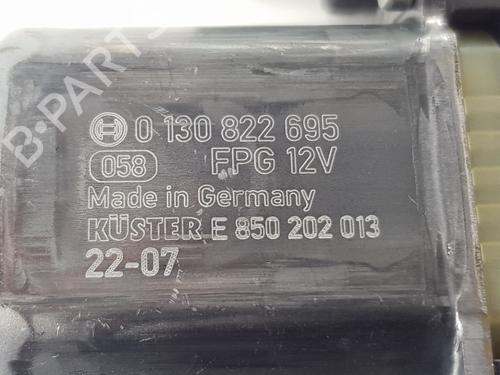 B-PARTS
0 130 822 695
058 FPG 12V
Made in Germany
KÜSTER E 850 202 013
22-07